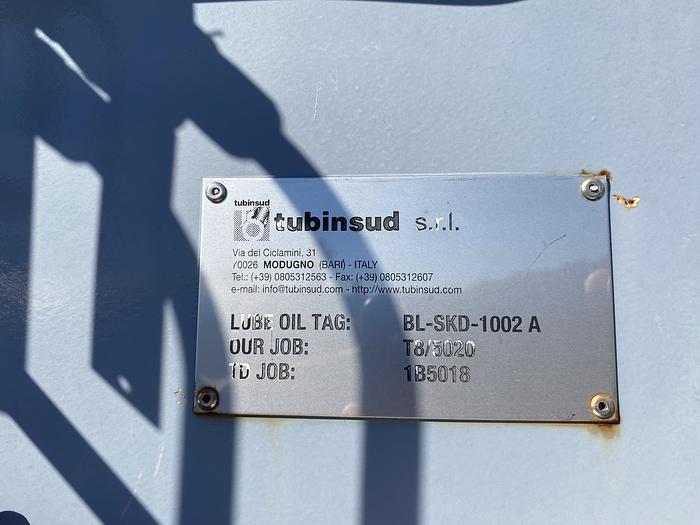 tubinsud
tubinsud s.r.l.
Via dei Ciclamini, 31
70026 MODUGNO (BARI) - ITALY
Tel.: (+39) 0805312563 - Fax: (+39) 0805312607
e-mail: info@tubinsud.com - http://www.tubinsud.com
LUBE OIL TAG: BL-SKD-1002 A
OUR JOB: T8/5020
TD JOB: 1B5018